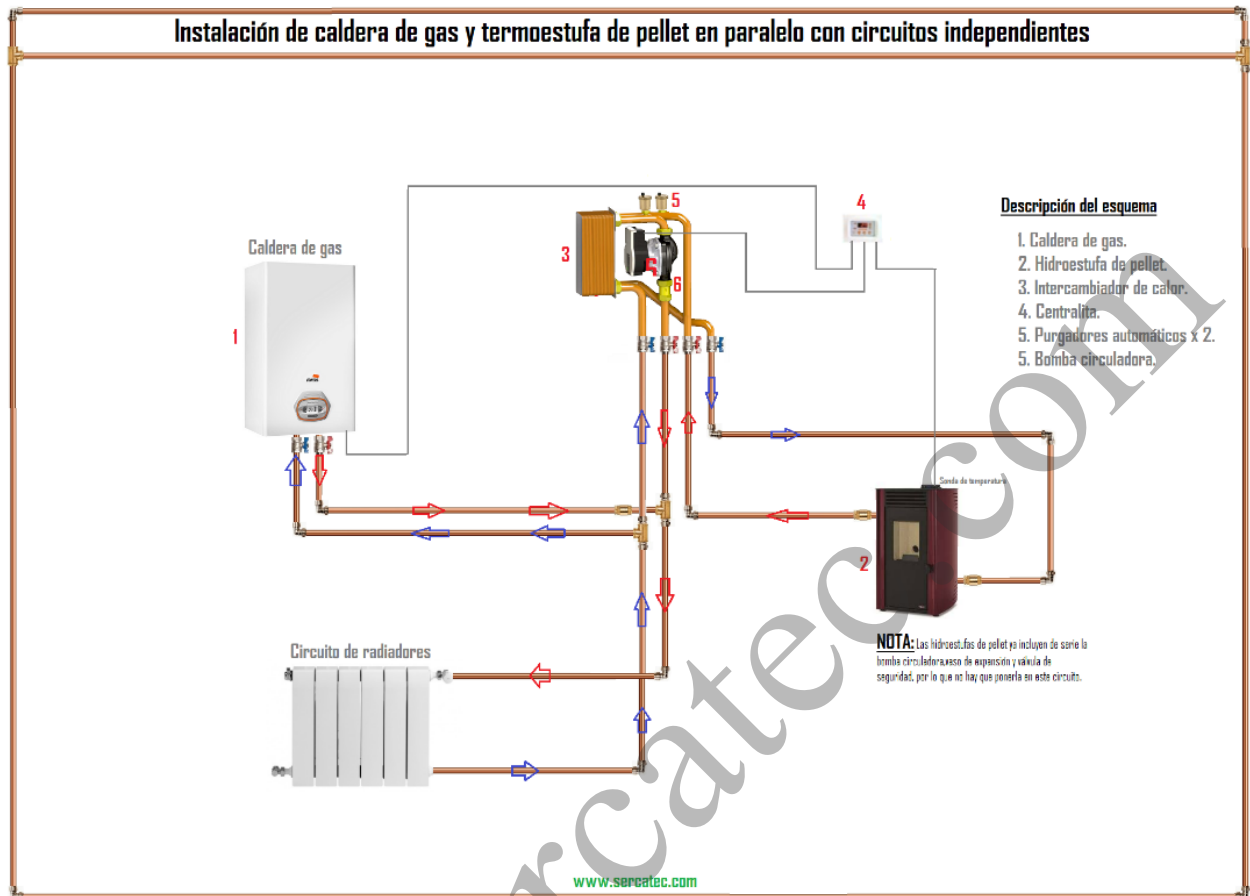 Instalación de caldera de gas y termoestufa de pellet en paralelo con circuitos independientes
Caldera de gas
1
3
5
6
4
Descripción del esquema
1. Caldera de gas.
2. Hidroestufa de pellet.
3. Intercambiador de calor.
4. Centralita.
5. Purgadores automáticos x 2.
5. Bomba circuladora.
Sonda de temperatura
2
NOTA: Las hidroestufas de pellet ya incluyen de serie la
bomba circuladora,vaso de expansión y válvula de
seguridad, por lo que no hay que ponerla en este circuito.
Circuito de radiadores
www.sercatec.com
rcatec.com